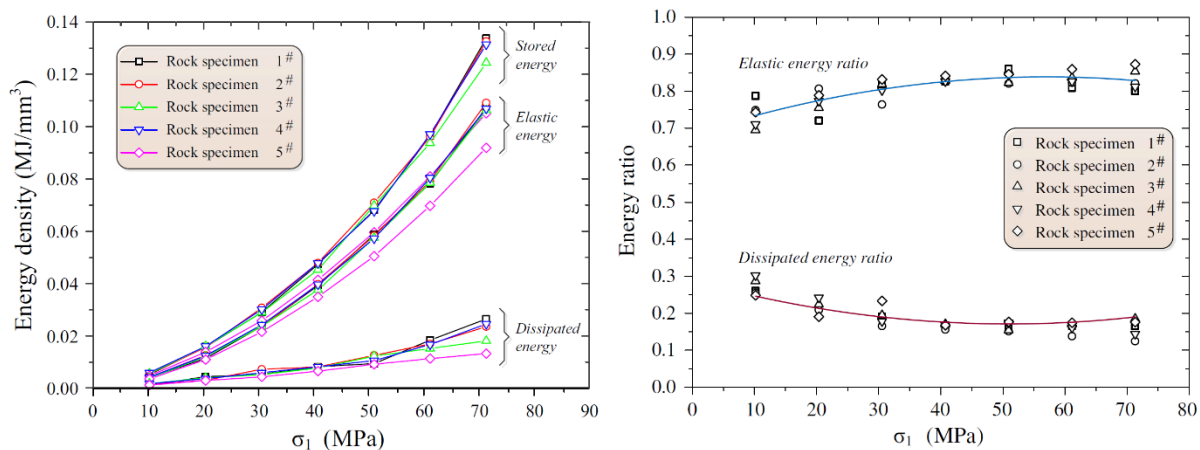 0.14
0.12
0.10
0.08
0.06
0.04
0.02
0.00
Energy density (MJ/mm³)
Rock specimen 1#
Rock specimen 2#
Rock specimen 3#
Rock specimen 4#
Rock specimen 5#
Stored
energy
Elastic
energy
Dissipated
energy
0 10 20 30 40 50 60 70 80 90
σ₁ (MPa)
1.0
0.9
0.8
0.7
0.6
0.5
0.4
0.3
0.2
0.1
0.0
Energy ratio
Elastic energy ratio
Rock specimen 1#
Rock specimen 2#
Rock specimen 3#
Rock specimen 4#
Rock specimen 5#
Dissipated energy ratio
0 10 20 30 40 50 60 70 80
σ₁ (MPa)